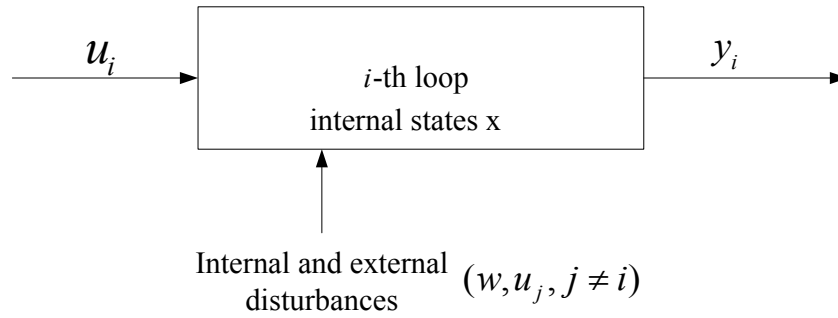 u_i
i-th loop
internal states x
y_i
Internal and external
disturbances
(w, u_j, j ≠ i)